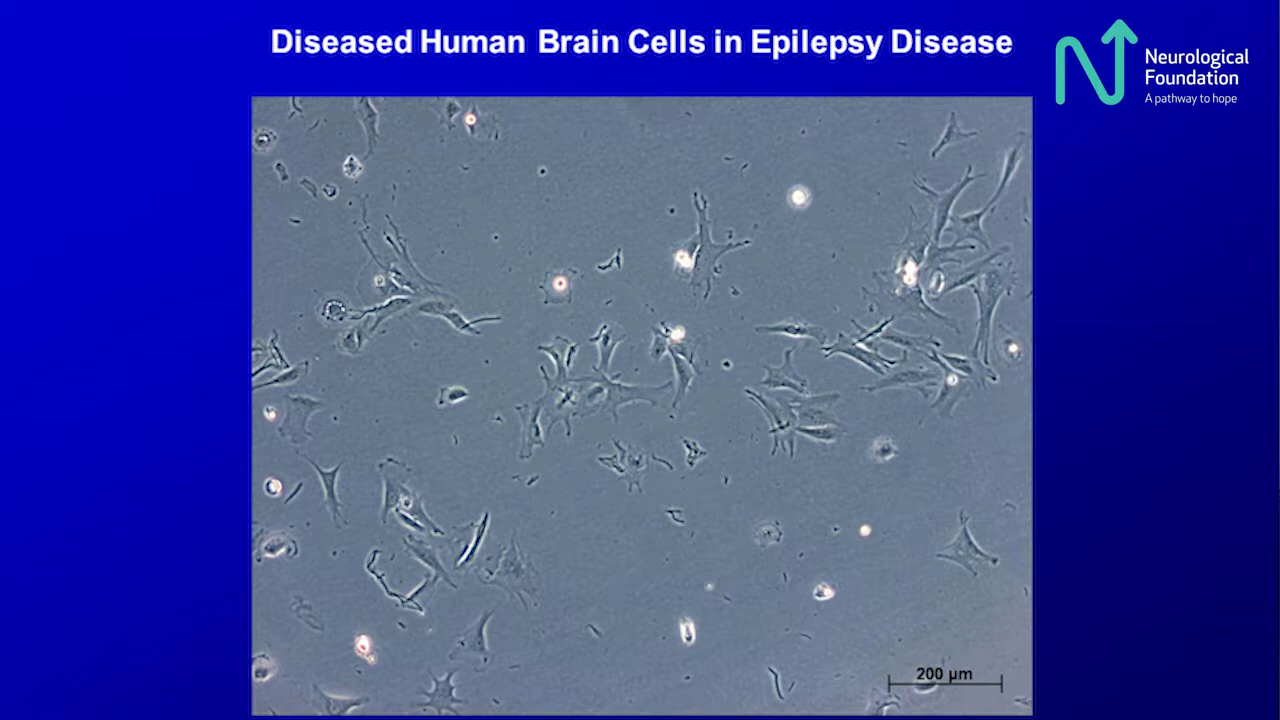 Diseased Human Brain Cells in Epilepsy Disease
Neurological
Foundation
A pathway to hope
200 µm